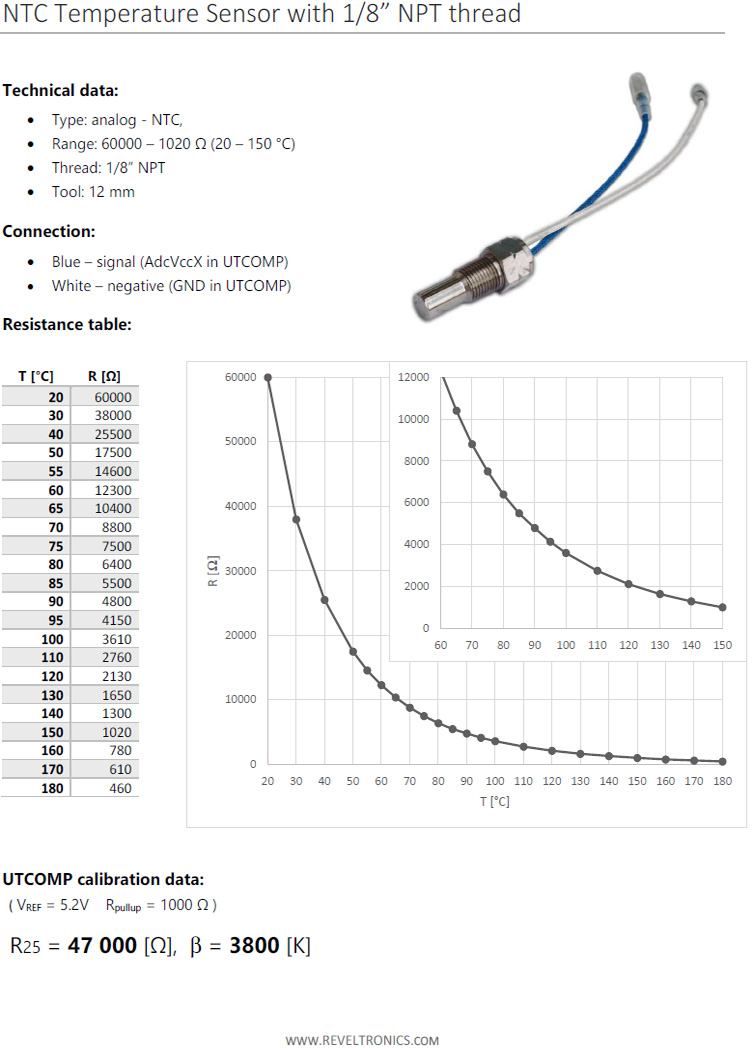 NTC Temperature Sensor with 1/8” NPT thread
Technical data:
• Type: analog - NTC,
• Range: 60000 – 1020 Ω (20 – 150 °C)
• Thread: 1/8” NPT
• Tool: 12 mm
Connection:
• Blue – signal (AdcVccX in UTCOMP)
• White – negative (GND in UTCOMP)
Resistance table:
T [°C] R [Ω]
20 60000
30 38000
40 25500
50 17500
55 14600
60 12300
65 10400
70 8800
75 7500
80 6400
85 5500
90 4800
95 4150
100 3610
110 2760
120 2130
130 1650
140 1300
150 1020
160 780
170 610
180 460
60000
50000
40000
30000
20000
10000
0
R [Ω]
20 30 40 50 60 70 80 90 100 110 120 130 140 150 160 170 180
T [°C]
12000
10000
8000
6000
4000
2000
0
60 70 80 90 100 110 120 130 140 150
UTCOMP calibration data:
( VREF = 5.2V Rpullup = 1000 Ω )
R25 = 47 000 [Ω], β = 3800 [K]
WWW.REVELTRONICS.COM